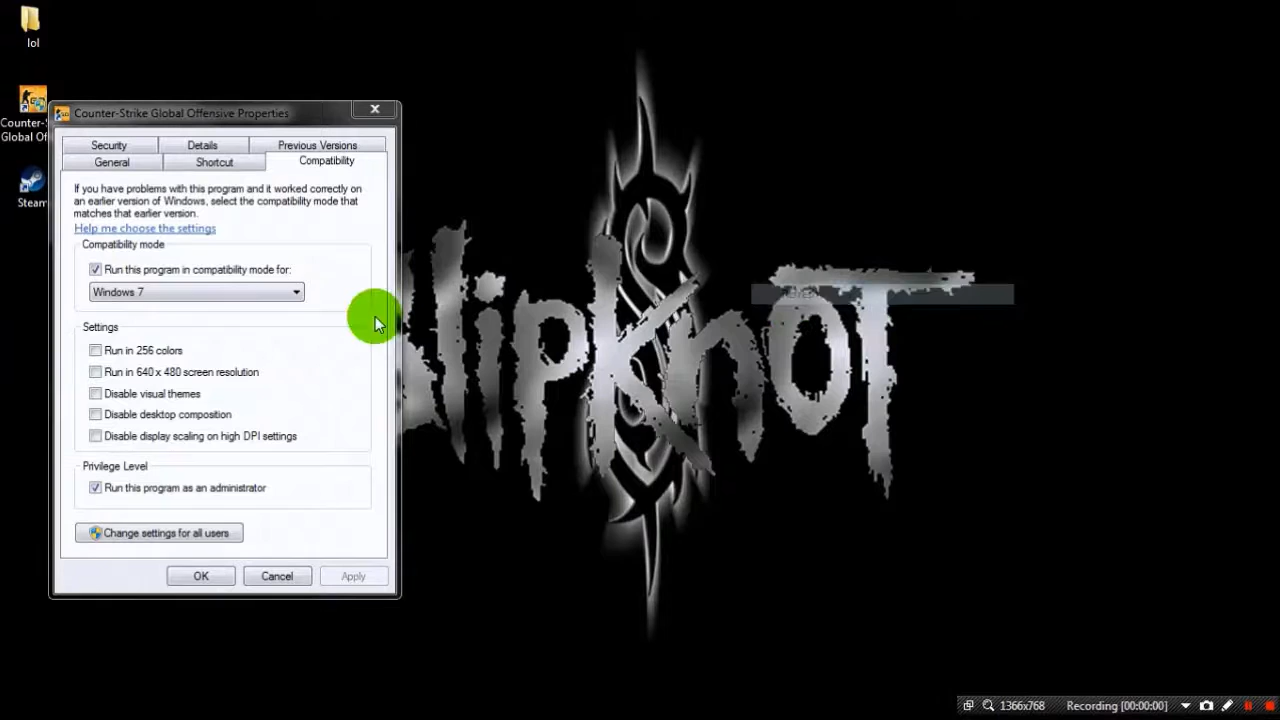 lol
Counter-S
Global Of
Steam
Counter-Strike Global Offensive Properties
Security
Details
Previous Versions
General
Shortcut
Compatibility
If you have problems with this program and it worked correctly on
an earlier version of Windows, select the compatibility mode that
matches that earlier version.
Help me choose the settings
Compatibility mode
Run this program in compatibility mode for:
Windows 7
Settings
Run in 256 colors
Run in 640 x 480 screen resolution
Disable visual themes
Disable desktop composition
Disable display scaling on high DPI settings
Privilege Level
Run this program as an administrator
Change settings for all users
OK
Cancel
Apply
slipknot
1366x768
Recording [00:00:00]